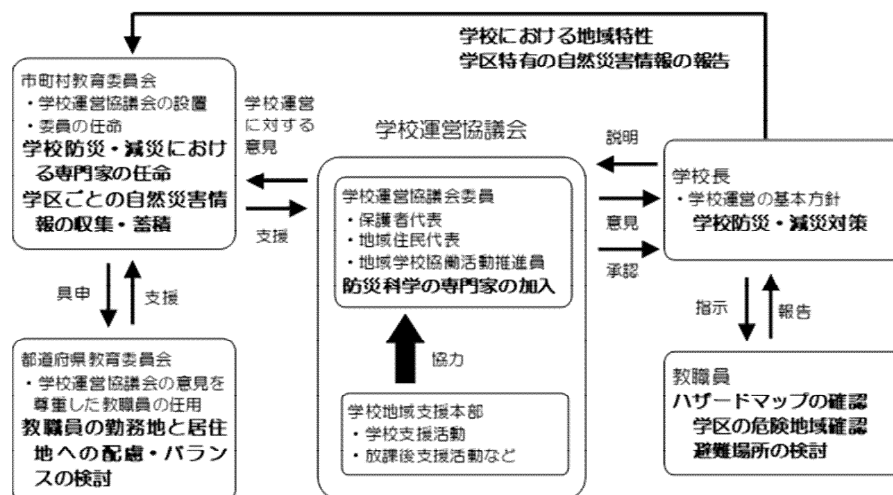 学校における地域特性
学区特有の自然災害情報の報告
市町村教育委員会
・学校運営協議会の設置
・委員の任命
学校防災・減災におけ
る専門家の任命
学区ごとの自然災害情
報の収集・蓄積
学校運営
に対する
意見
支援
学校運営協議会
学校運営協議会委員
・保護者代表
・地域住民代表
・地域学校協働活動推進員
防災科学の専門家の加入
協力
学校地域支援本部
・学校支援活動
・放課後支援活動など
説明
意見
承認
学校長
・学校運営の基本方針
学校防災・減災対策
具申
支援
指示
報告
都道府県教育委員会
・学校運営協議会の意見を
尊重した教職員の任用
教職員の勤務地と居住
地への配慮・バラン
スの検討
教職員
ハザードマップの確認
学区の危険地域確認
避難場所の検討